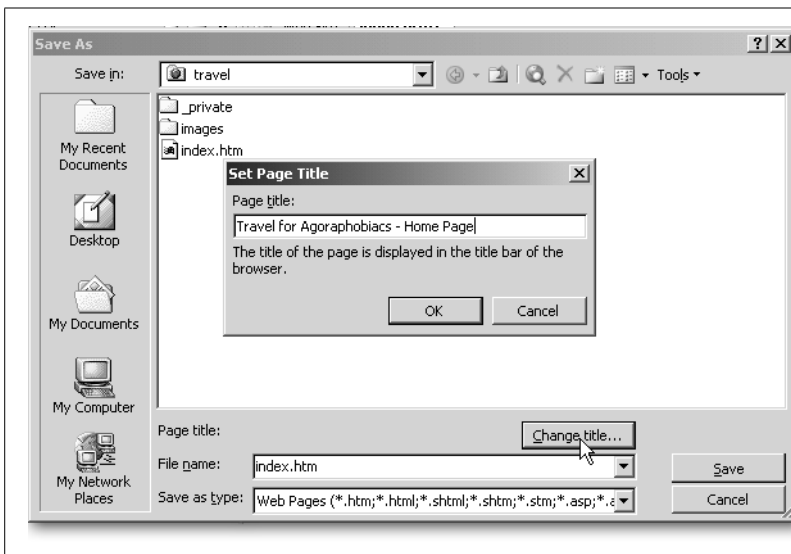 Save As
Save in:
travel
Tools
_private
images
index.htm
My Recent
Documents
Desktop
My Documents
My Computer
My Network
Places
Set Page Title
Page title:
Travel for Agoraphobiacs - Home Page
The title of the page is displayed in the title bar of the
browser.
OK
Cancel
Page title:
Change title...
File name:
index.htm
Save
Save as type:
Web Pages (*.htm;*.html;*.shtml;*.shtm;*.stm;*.asp;*.a
Cancel